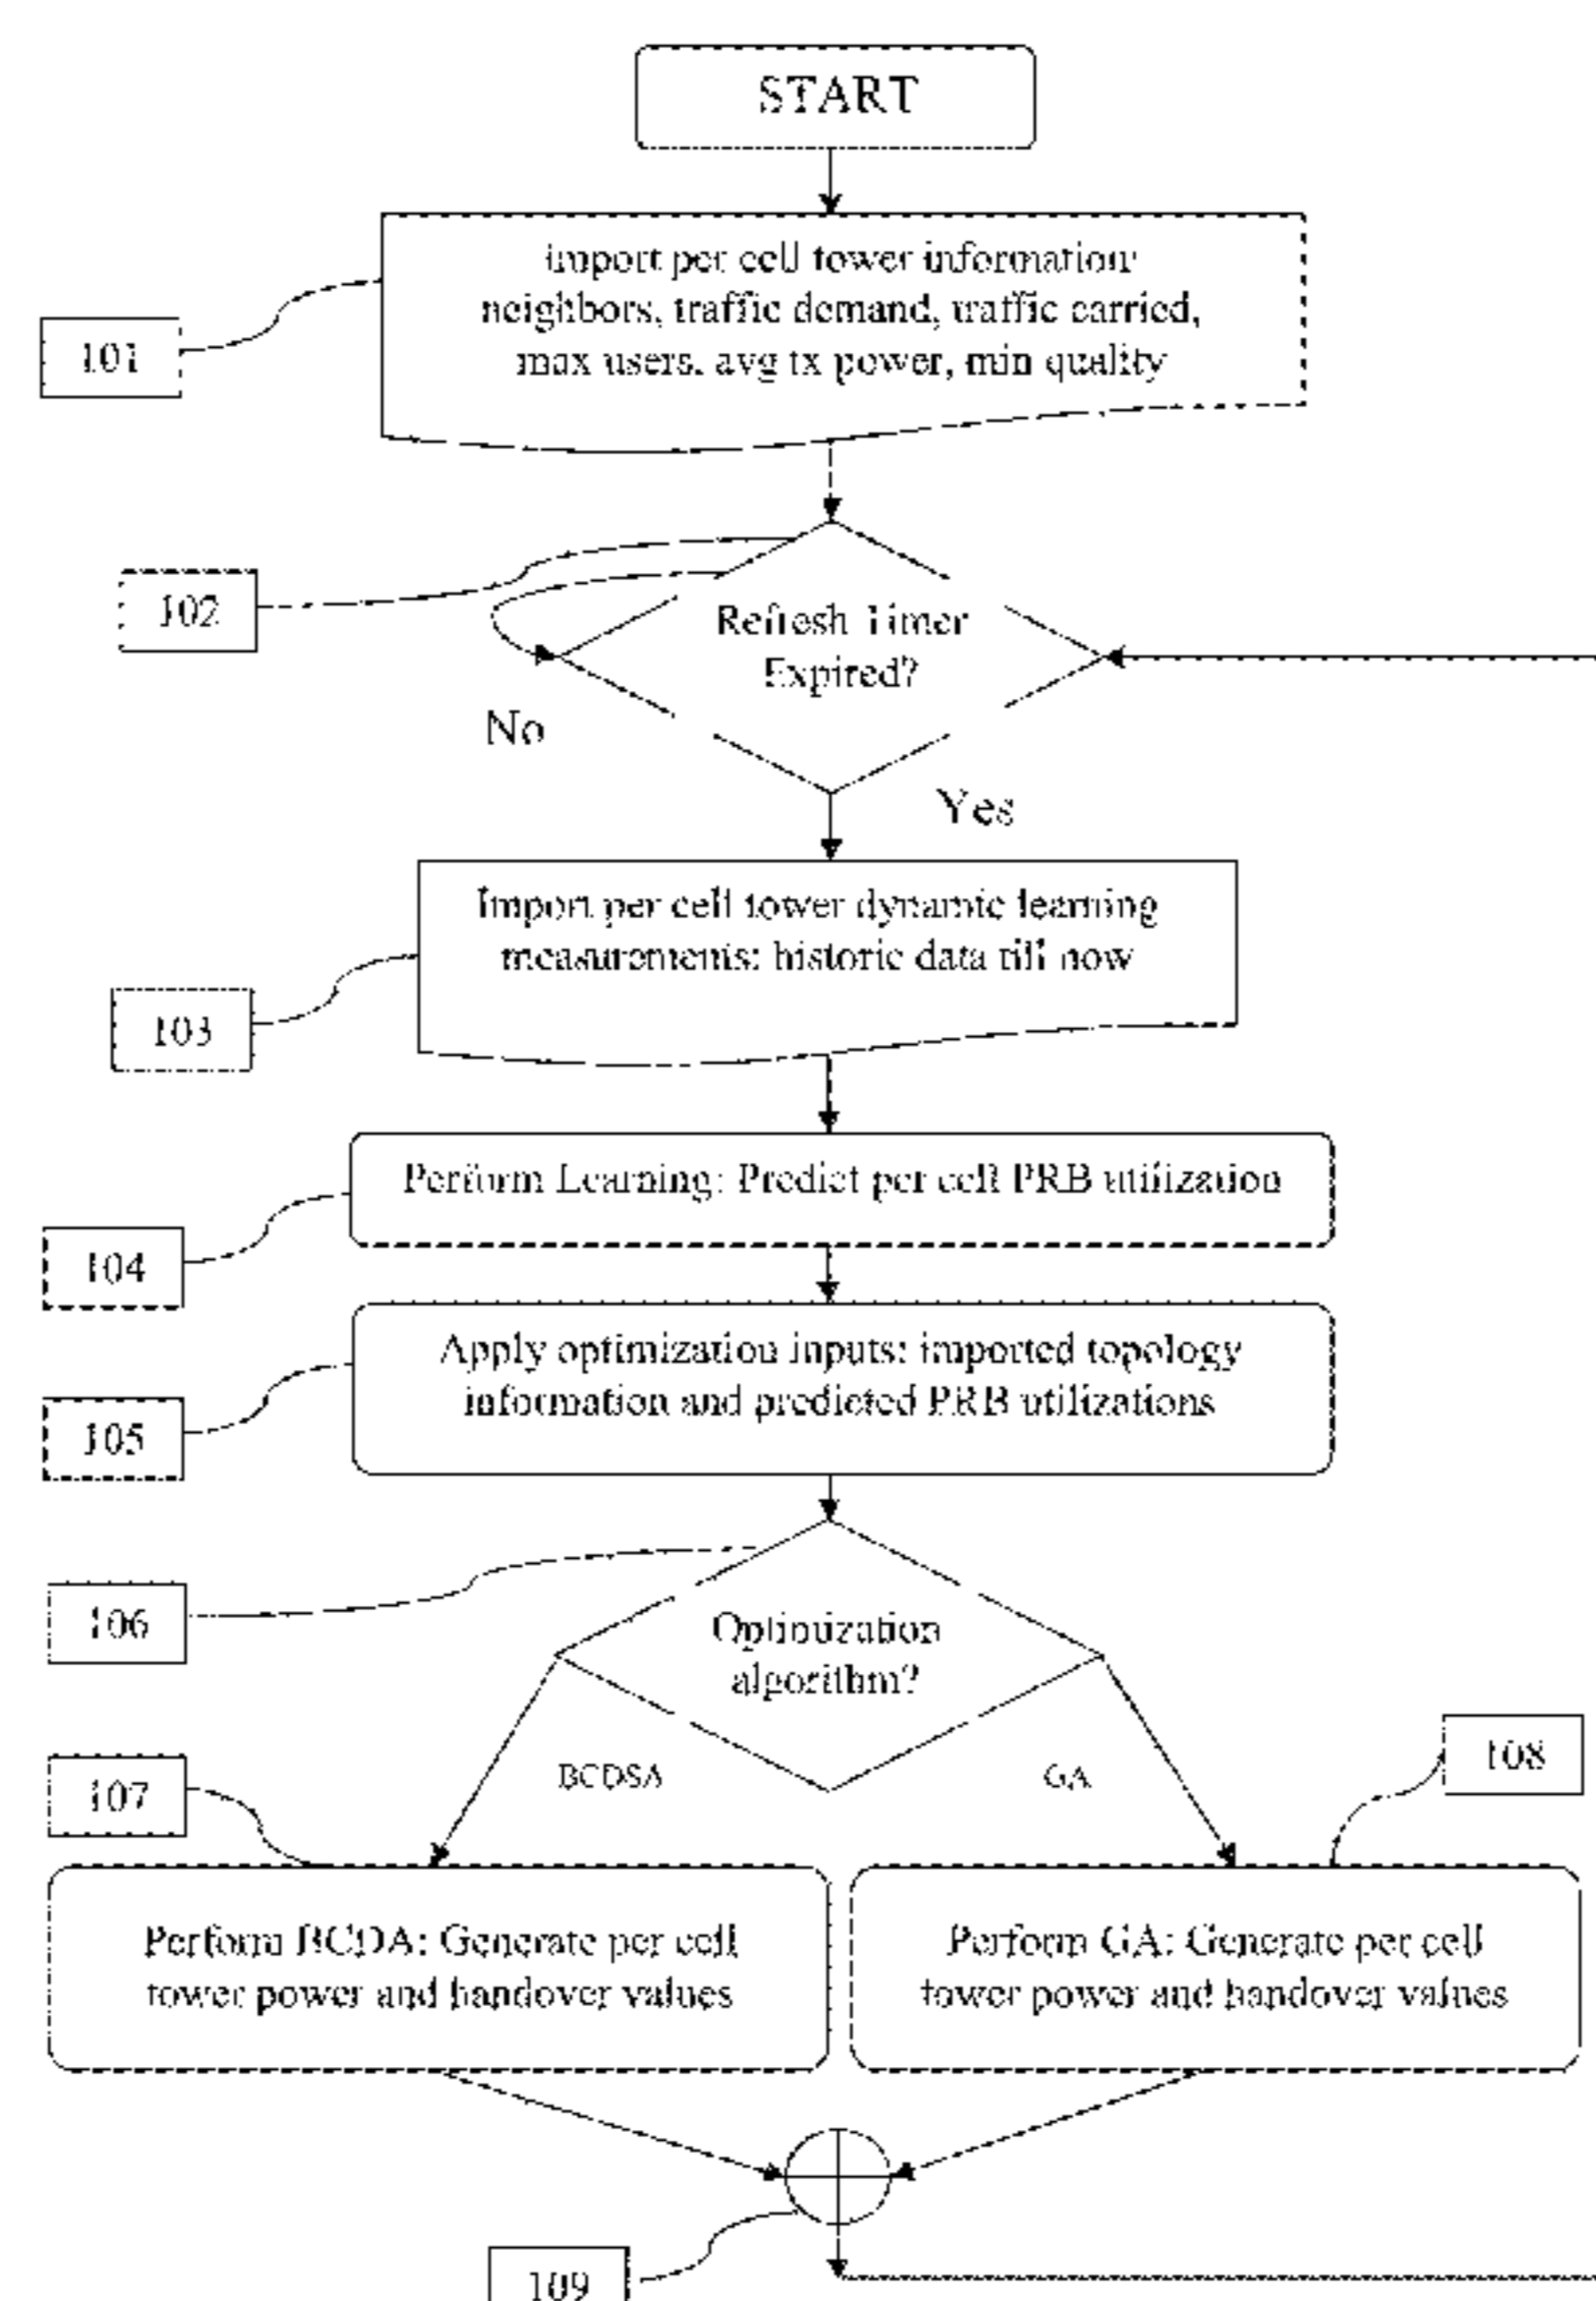 START
Import per cell tower information:
neighbors, traffic demand, traffic carried,
max users, avg tx power, min quality
101
102
Refresh Timer
Expired?
No
Yes
Import per cell tower dynamic learning
measurements: historic data till now
103
Perform Learning: Predict per cell PRB utilization
104
Apply optimization inputs: imported topology
information and predicted PRB utilizations
105
106
Optimization
algorithm?
BCDSA
GA
107
108
Perform BCDA: Generate per cell
tower power and handover values
Perform GA: Generate per cell
tower power and handover values
109